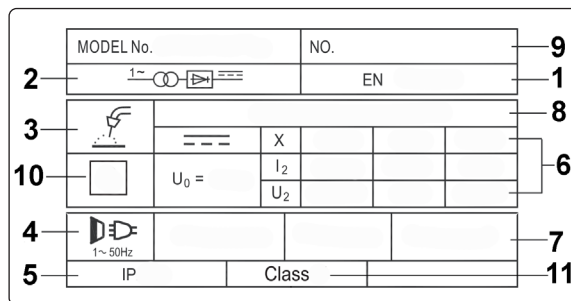 MODEL No. NO. 9
2 1~ EN 1
8
3 X
6
10 U₀ = I₂
U₂
4 1~ 50Hz 7
5 IP Class 11